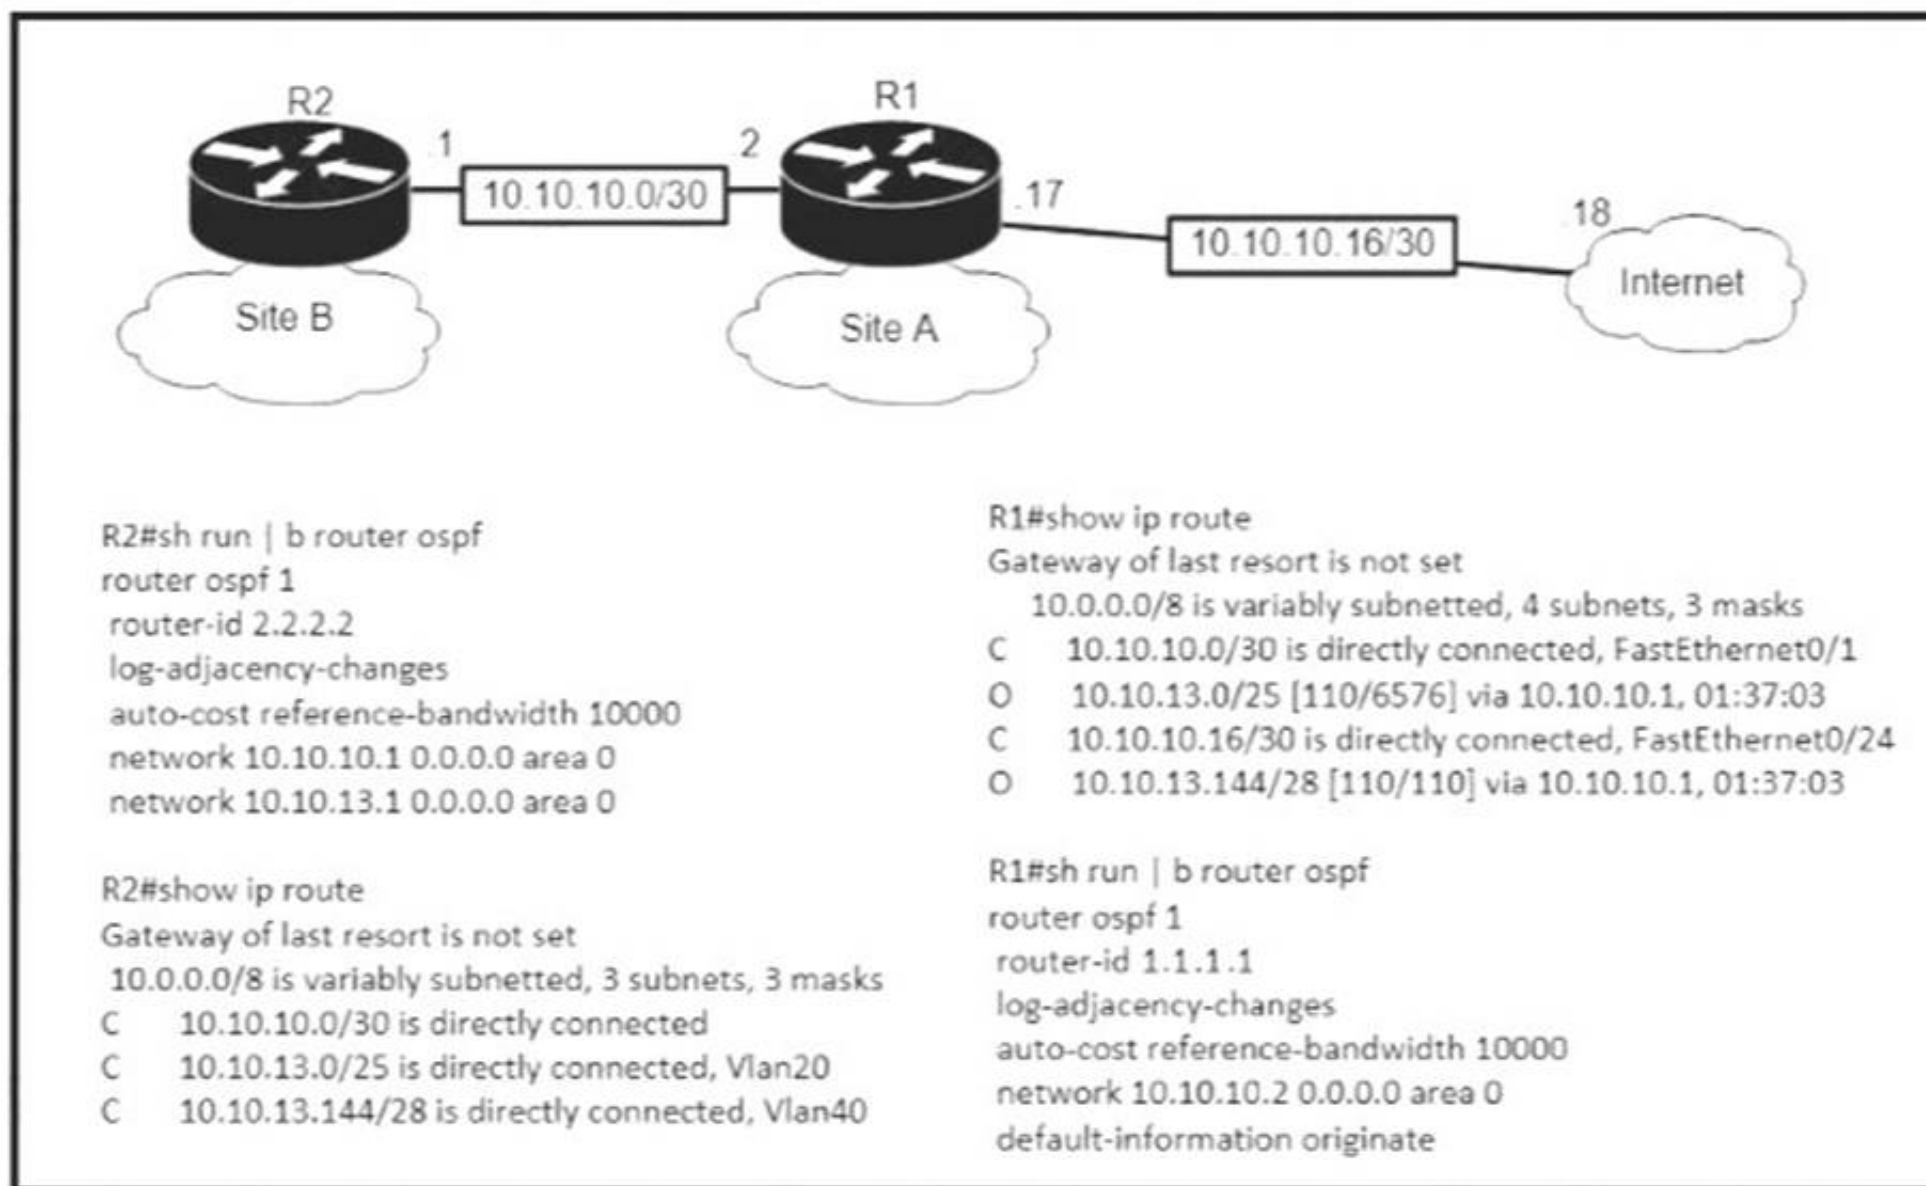 R2
R1
.1
2
10.10.10.0/30
.17
10.10.10.16/30
.18
Internet
Site B
Site A
R2#sh run | b router ospf
router ospf 1
router-id 2.2.2.2
log-adjacency-changes
auto-cost reference-bandwidth 10000
network 10.10.10.1 0.0.0.0 area 0
network 10.10.13.1 0.0.0.0 area 0
R2#show ip route
Gateway of last resort is not set
10.0.0.0/8 is variably subnetted, 3 subnets, 3 masks
C 10.10.10.0/30 is directly connected
C 10.10.13.0/25 is directly connected, Vlan20
C 10.10.13.144/28 is directly connected, Vlan40
R1#show ip route
Gateway of last resort is not set
10.0.0.0/8 is variably subnetted, 4 subnets, 3 masks
C 10.10.10.0/30 is directly connected, FastEthernet0/1
O 10.10.13.0/25 [110/6576] via 10.10.10.1, 01:37:03
C 10.10.10.16/30 is directly connected, FastEthernet0/24
O 10.10.13.144/28 [110/110] via 10.10.10.1, 01:37:03
R1#sh run | b router ospf
router ospf 1
router-id 1.1.1.1
log-adjacency-changes
auto-cost reference-bandwidth 10000
network 10.10.10.2 0.0.0.0 area 0
default-information originate